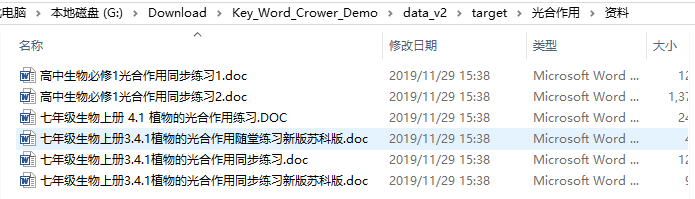 电脑 > 本地磁盘 (G:) > Download > Key_Word_Crower_Demo > data_v2 > target > 光合作用 > 资料
名称 修改日期 类型 大小
高中生物必修1光合作用同步练习1.doc 2019/11/29 15:38 Microsoft Word ...
高中生物必修1光合作用同步练习2.doc 2019/11/29 15:38 Microsoft Word ...
七年级生物上册 4.1 植物的光合作用练习.DOC 2019/11/29 15:38 Microsoft Word ...
七年级生物上册3.4.1植物的光合作用随堂练习新版苏科版.doc 2019/11/29 15:38 Microsoft Word ...
七年级生物上册3.4.1植物的光合作用同步练习.doc 2019/11/29 15:38 Microsoft Word ...
七年级生物上册3.4.1植物的光合作用同步练习新版苏科版.doc 2019/11/29 15:38 Microsoft Word ...